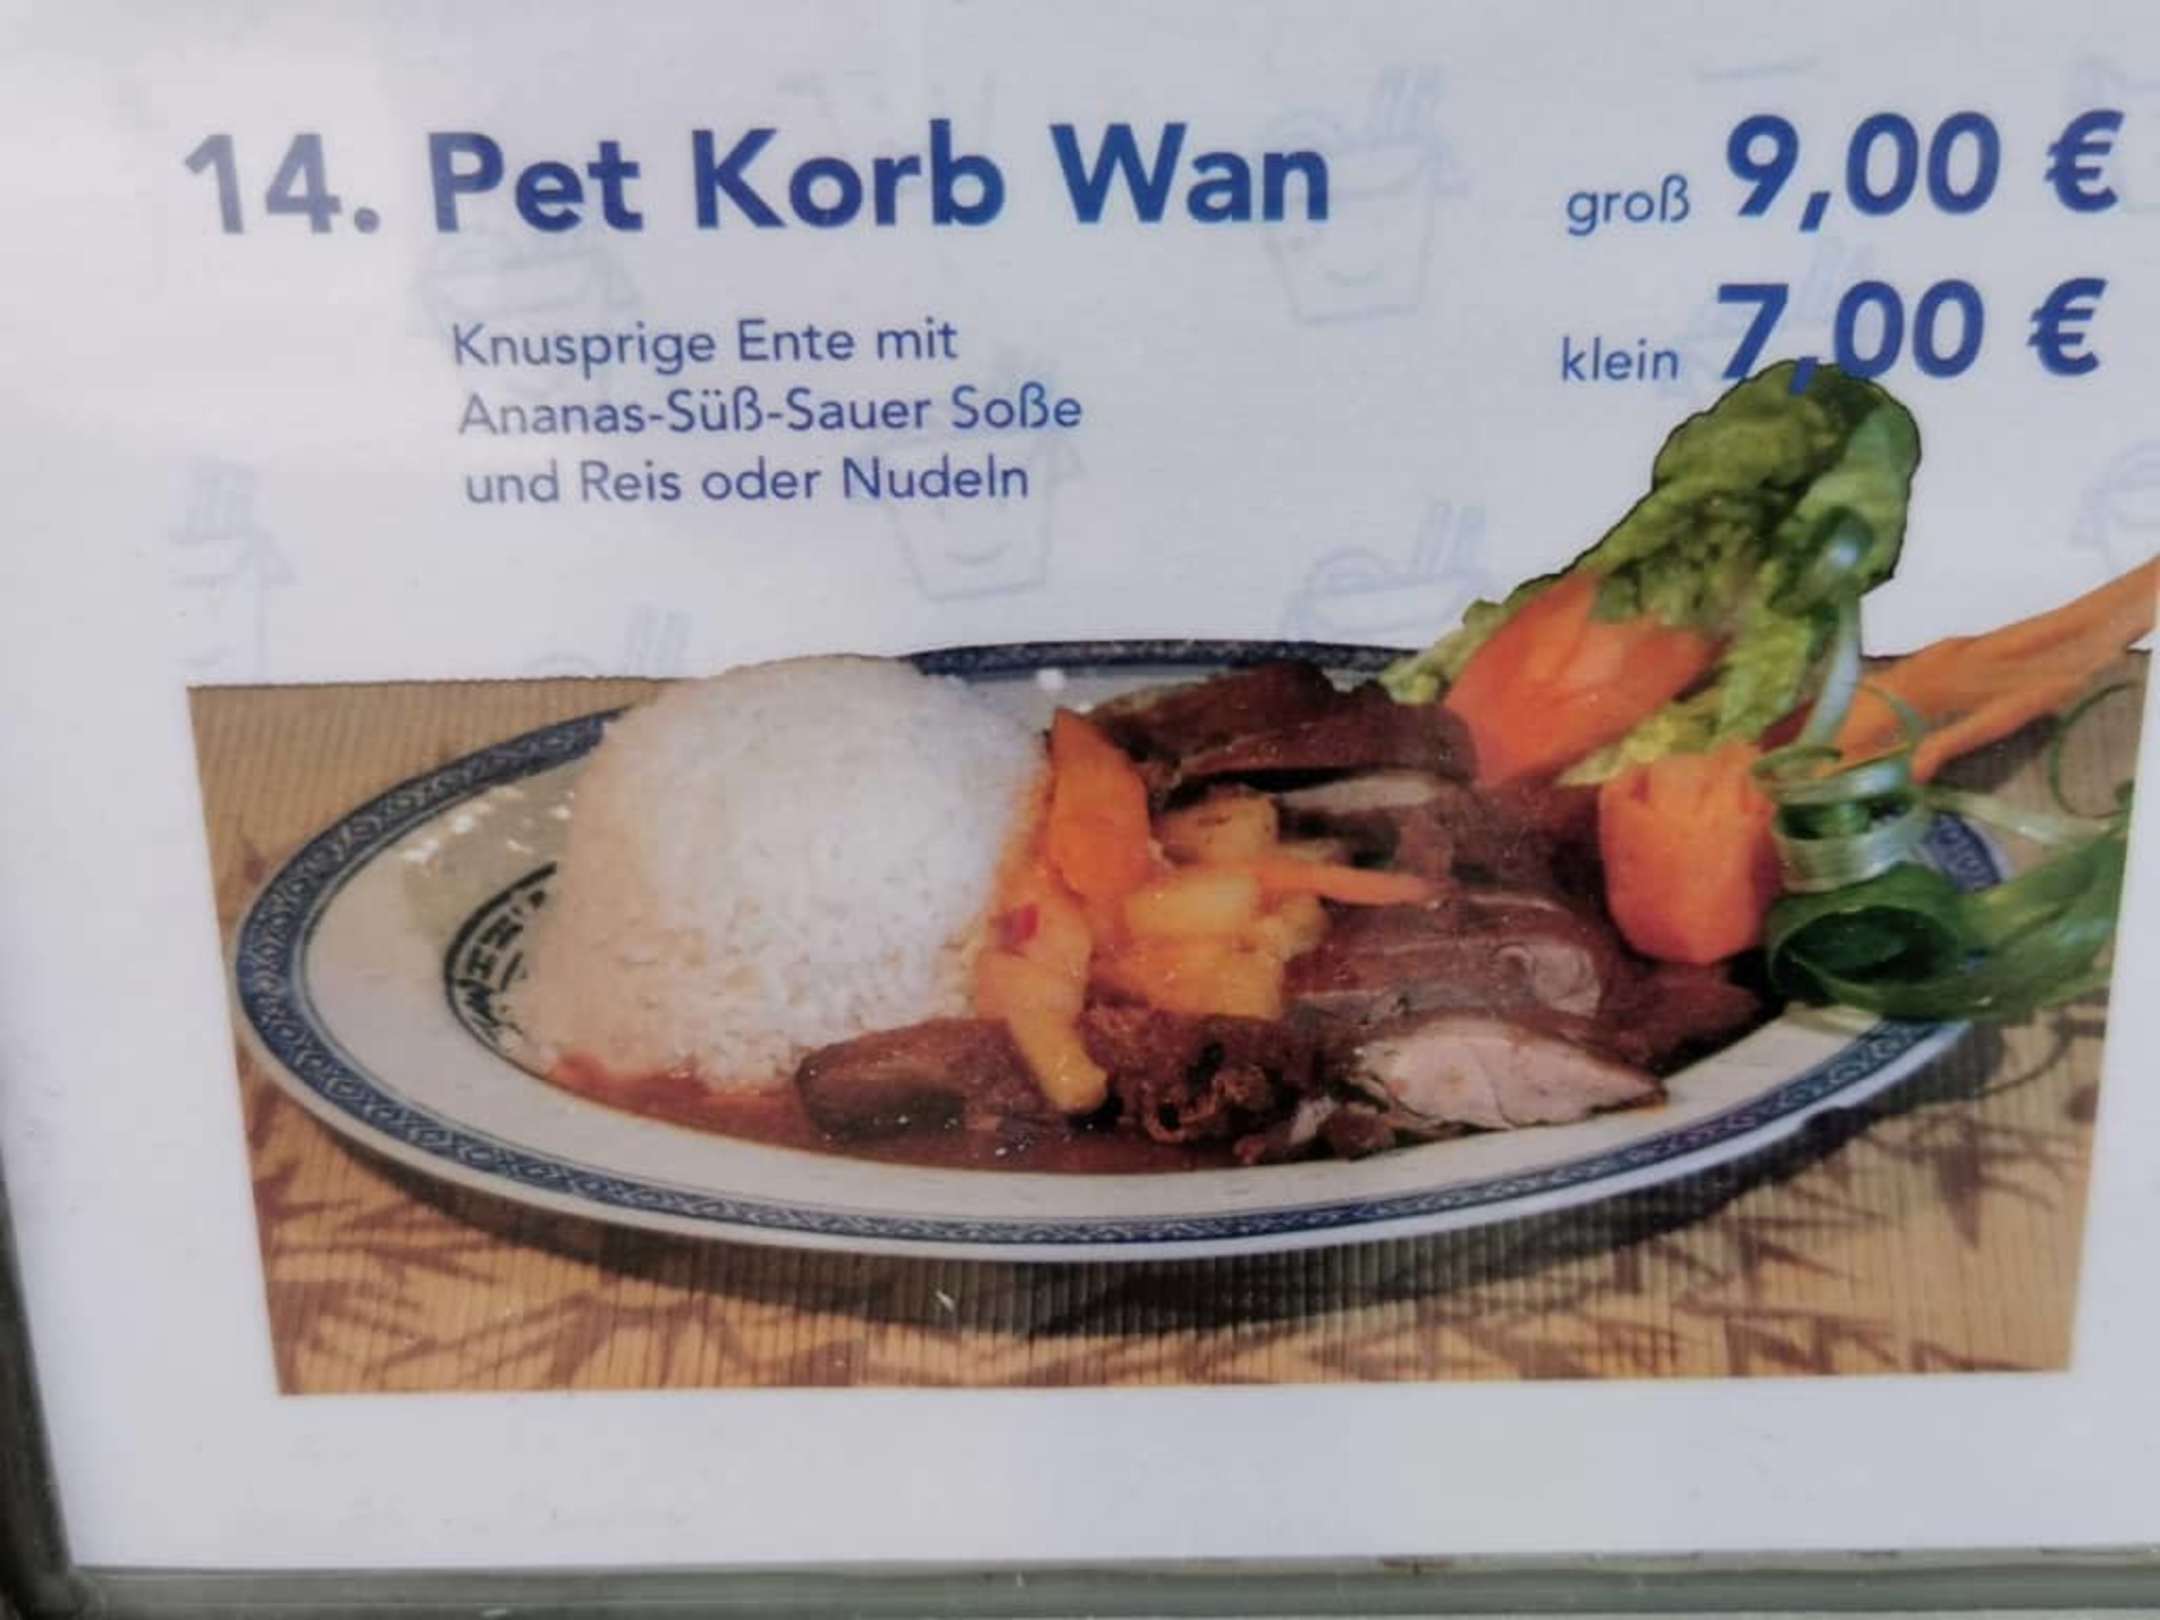 14. Pet Korb Wan
groß 9,00 €
klein 7,00 €
Knusprige Ente mit
Ananas-Süß-Sauer Soße
und Reis oder Nudeln